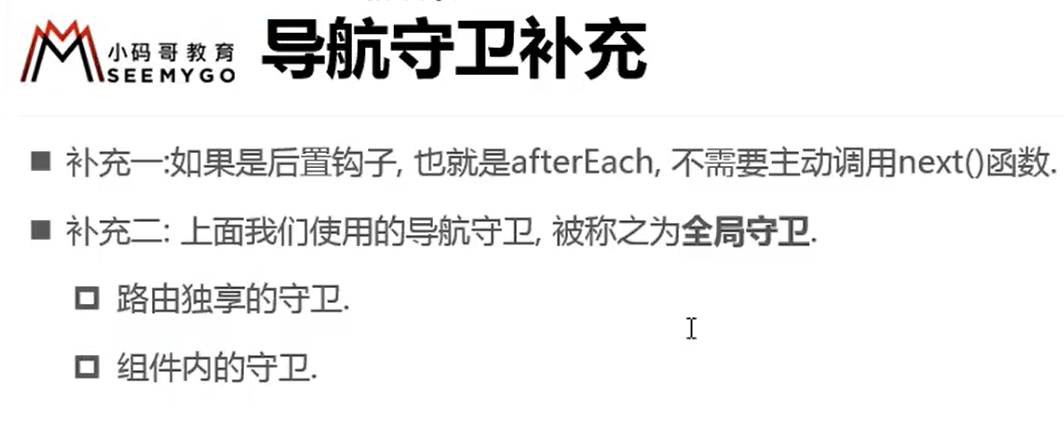 小码哥教育
SEEMYGO
导航守卫补充
补充一:如果是后置钩子, 也就是afterEach, 不需要主动调用next()函数.
补充二: 上面我们使用的导航守卫, 被称之为全局守卫.
路由独享的守卫.
组件内的守卫.